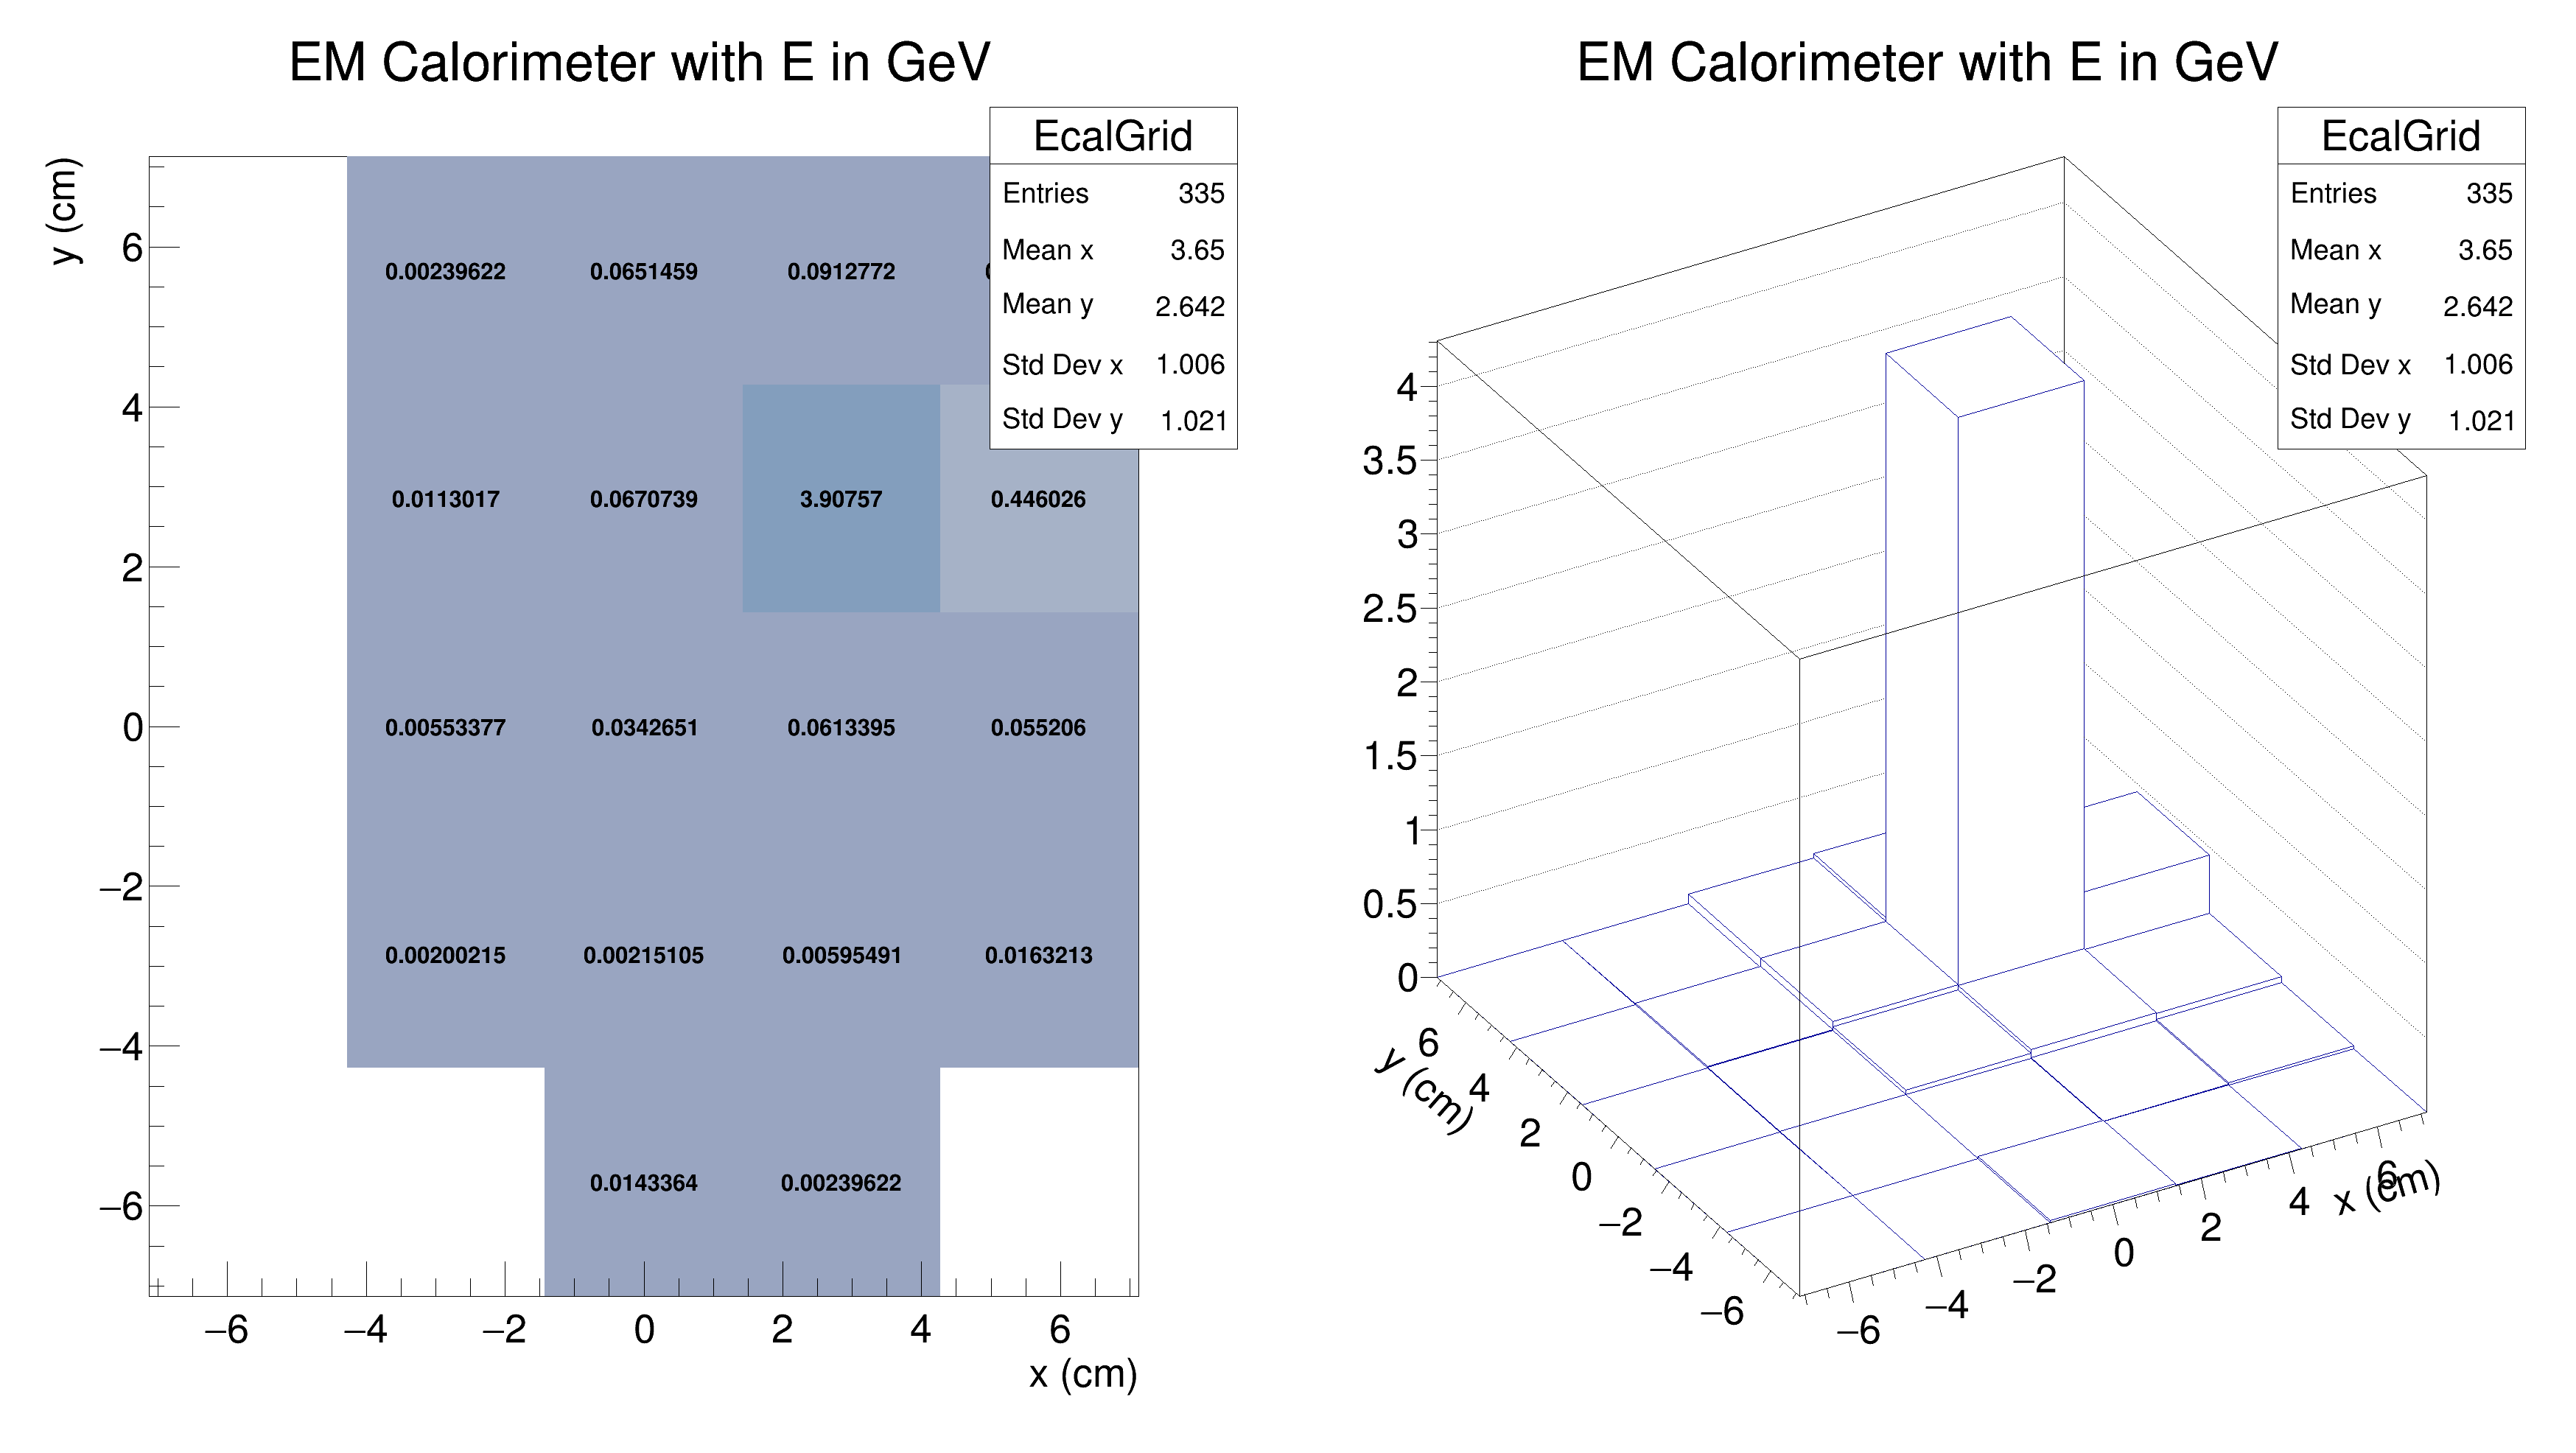 EM Calorimeter with E in GeV
EcalGrid
Entries 335
Mean x 3.65
Mean y 2.642
Std Dev x 1.006
Std Dev y 1.021
y (cm)
6
4
2
0
−2
−4
−6
0.00239622 0.0651459 0.0912772
0.0113017 0.0670739 3.90757 0.446026
0.00553377 0.0342651 0.0613395 0.055206
0.00200215 0.00215105 0.00595491 0.0163213
0.0143364 0.00239622
−6 −4 −2 0 2 4 6
x (cm)
EM Calorimeter with E in GeV
EcalGrid
Entries 335
Mean x 3.65
Mean y 2.642
Std Dev x 1.006
Std Dev y 1.021
4
3.5
3
2.5
2
1.5
1
0.5
0
6
4
2
0
−2
−4
−6
y (cm)
−6
−4
−2
0
2
4
6
x (cm)